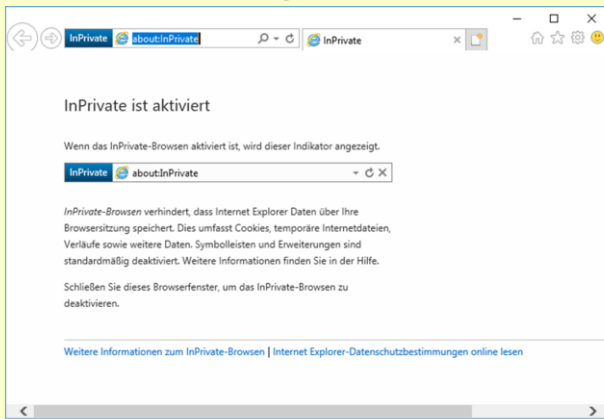 InPrivate about:InPrivate InPrivate
InPrivate ist aktiviert
Wenn das InPrivate-Browsen aktiviert ist, wird dieser Indikator angezeigt.
InPrivate about:InPrivate
InPrivate-Browsen verhindert, dass Internet Explorer Daten über Ihre
Browsersitzung speichert. Dies umfasst Cookies, temporäre Internetdateien,
Verläufe sowie weitere Daten. Symbolleisten und Erweiterungen sind
standardmäßig deaktiviert. Weitere Informationen finden Sie in der Hilfe.
Schließen Sie dieses Browserfenster, um das InPrivate-Browsen zu
deaktivieren.
Weitere Informationen zum InPrivate-Browsen | Internet Explorer-Datenschutzbestimmungen online lesen